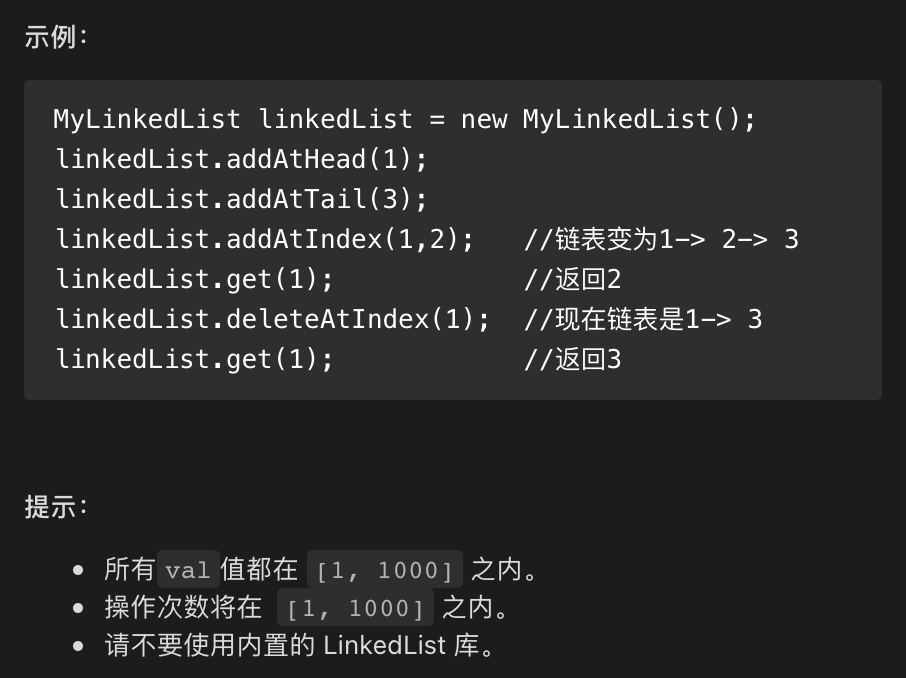 示例：
MyLinkedList linkedList = new MyLinkedList();
linkedList.addAtHead(1);
linkedList.addAtTail(3);
linkedList.addAtIndex(1,2);   //链表变为1-> 2-> 3
linkedList.get(1);            //返回2
linkedList.deleteAtIndex(1);  //现在链表是1-> 3
linkedList.get(1);            //返回3
提示：
• 所有val值都在 [1, 1000] 之内。
• 操作次数将在  [1, 1000] 之内。
• 请不要使用内置的 LinkedList 库。